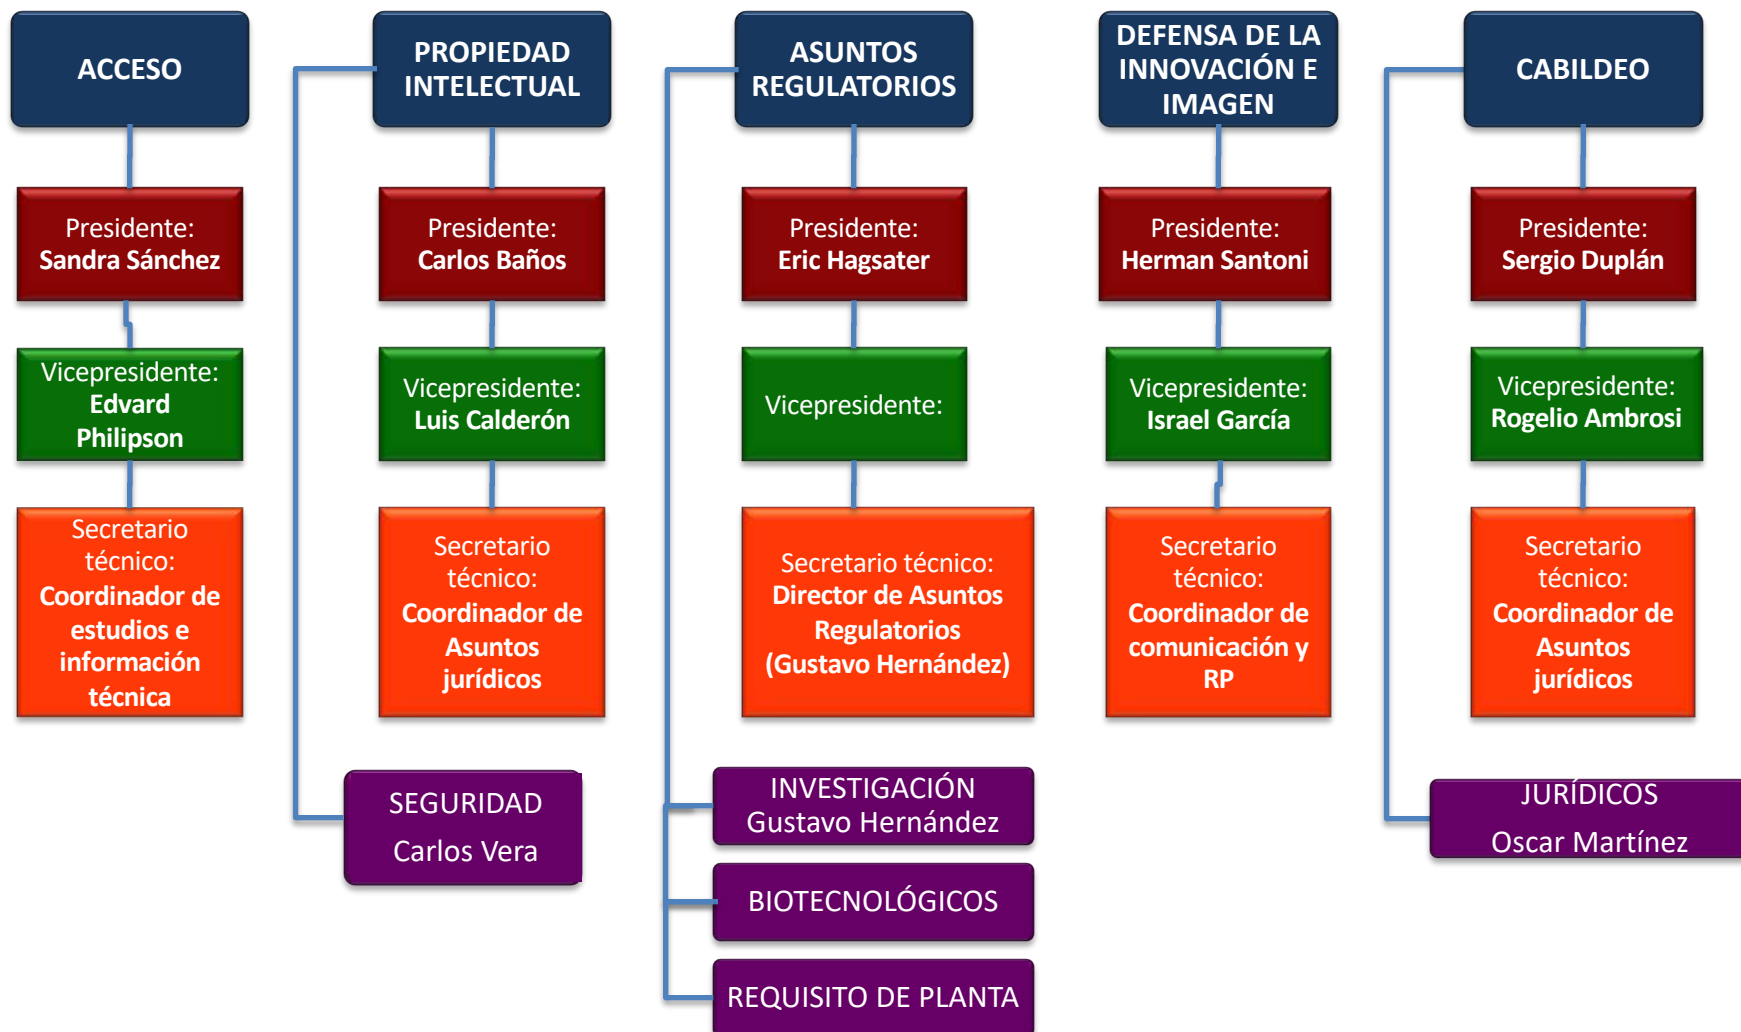 ACCESO
PROPIEDAD
INTELECTUAL
ASUNTOS
REGULATORIOS
DEFENSA DE LA
INNOVACIÓN E
IMAGEN
CABILDEO
Presidente:
Sandra Sánchez
Presidente:
Carlos Baños
Presidente:
Eric Hagsater
Presidente:
Herman Santoni
Presidente:
Sergio Duplán
Vicepresidente:
Edvard
Philipson
Vicepresidente:
Luis Calderón
Vicepresidente:
Vicepresidente:
Israel García
Vicepresidente:
Rogelio Ambrosi
Secretario
técnico:
Coordinador de
estudios e
información
técnica
Secretario
técnico:
Coordinador de
Asuntos
jurídicos
Secretario técnico:
Director de Asuntos
Regulatorios
(Gustavo Hernández)
Secretario
técnico:
Coordinador de
comunicación y
RP
Secretario
técnico:
Coordinador de
Asuntos
jurídicos
SEGURIDAD
Carlos Vera
INVESTIGACIÓN
Gustavo Hernández
BIOTECNOLÓGICOS
REQUISITO DE PLANTA
JURÍDICOS
Oscar Martínez